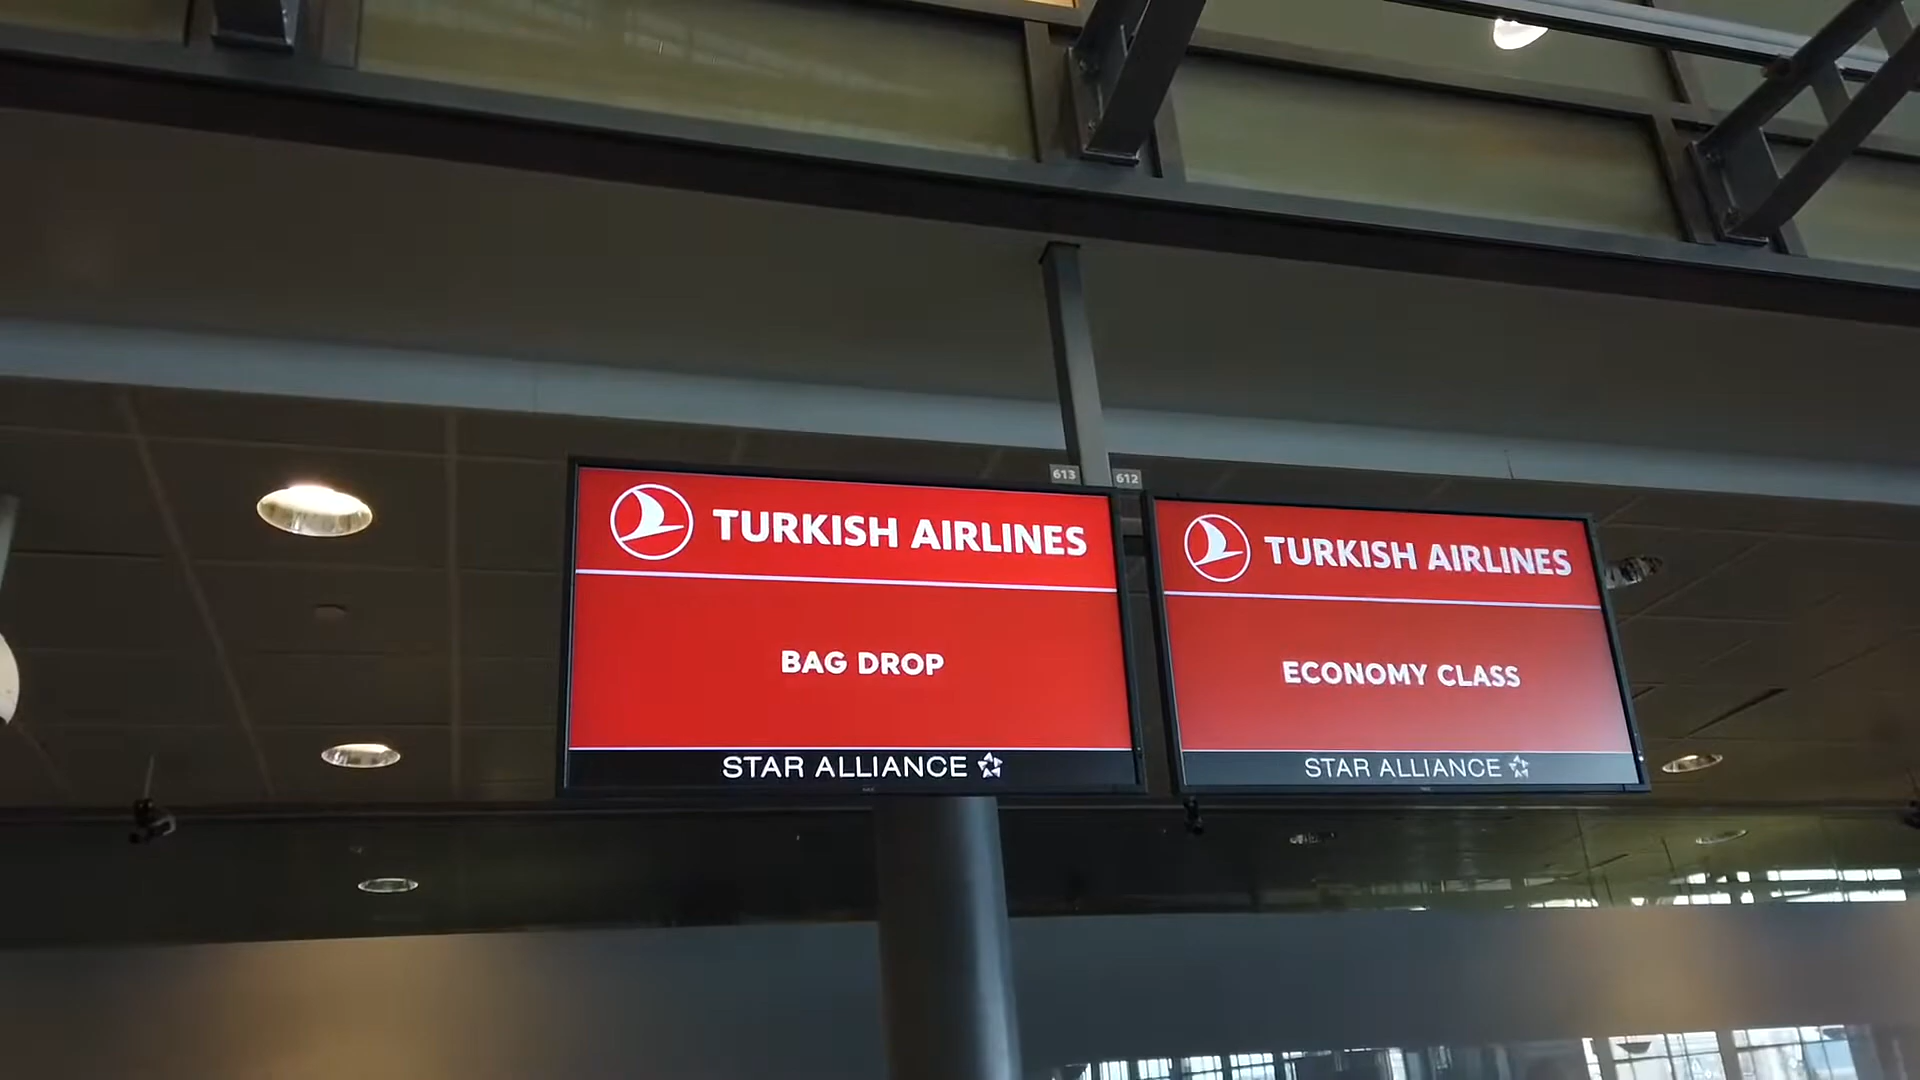 613
612
TURKISH AIRLINES
BAG DROP
STAR ALLIANCE
TURKISH AIRLINES
ECONOMY CLASS
STAR ALLIANCE